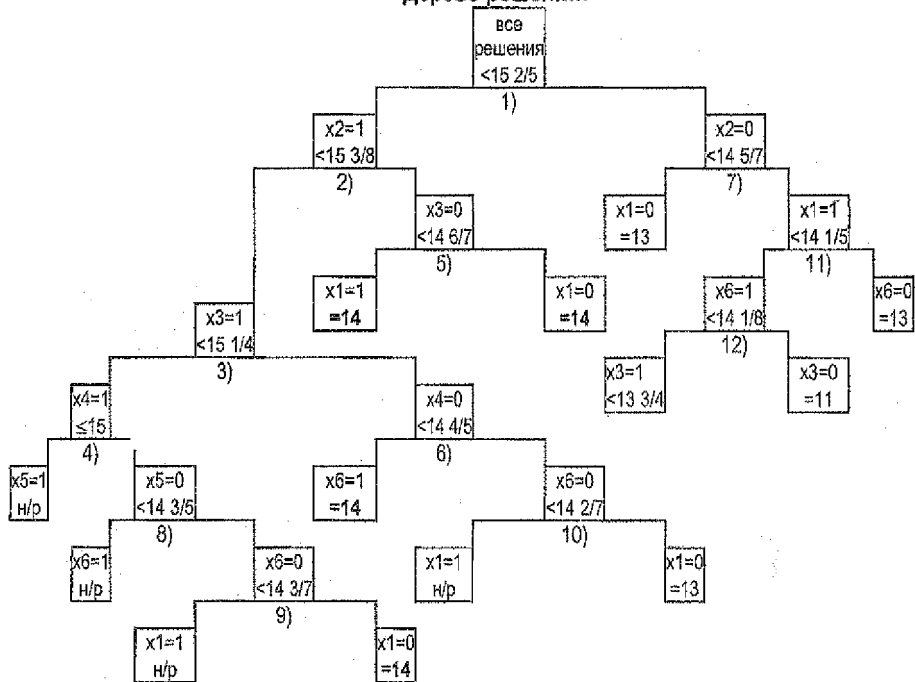 все
решения
<15 2/5
1)
x2=1
<15 3/8
x2=0
<14 5/7
2)
7)
x3=0
<14 6/7
x1=0
=13
x1=1
<14 1/5
5)
11)
x1=1
=14
x1=0
=14
x6=1
<14 1/8
x6=0
=13
x3=1
<15 1/4
12)
3)
x3=1
<13 3/4
x3=0
=11
x4=1
≤15
x4=0
<14 4/5
4)
6)
x5=1
н/р
x5=0
<14 3/5
x6=1
=14
x6=0
<14 2/7
8)
10)
x6=1
н/р
x6=0
<14 3/7
x1=1
н/р
x1=0
=13
9)
x1=1
н/р
x1=0
=14